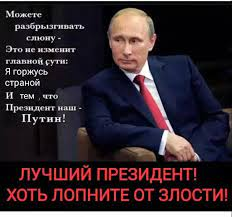 Можете
разбрызгивать
слюну -
Это не изменит
главной сути:
Я горжусь
страной
И тем , что
Президент наш -
Путин!
ЛУЧШИЙ ПРЕЗИДЕНТ!
ХОТЬ ЛОПНИТЕ ОТ ЗЛОСТИ!